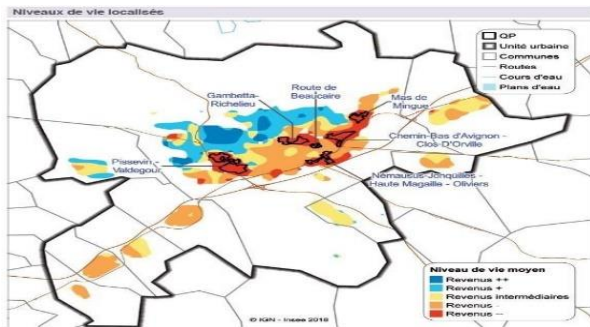 Niveaux de vie localisés
QP
Unité urbaine
Communes
Routes
Cours d'eau
Plans d'eau
Gambetta-
Richelieu
Route de
Beaucaire
Mas de
Mingue
Chemin-Bas d'Avignon -
Clos D'Orville
Pissevin -
Valdegour
Némausus-Jonquilles -
Haute Magaille - Oliviers
Niveau de vie moyen
Revenus ++
Revenus +
Revenus intermédiaires
Revenus -
Revenus --
© IGN - Insee 2018